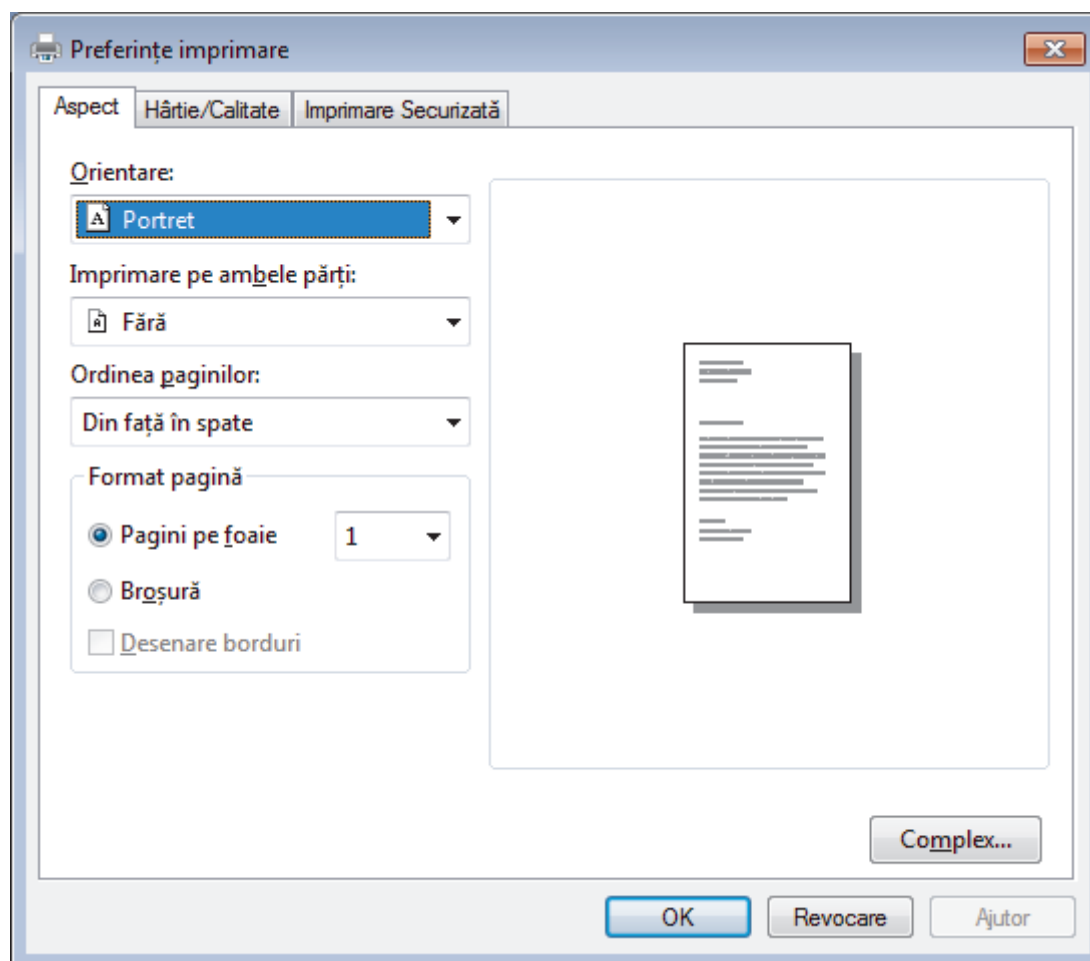 Preferințe imprimare
Aspect Hârtie/Calitate Imprimare Securizată
Orientare:
A Portret
Imprimare pe ambele părți:
A Fără
Ordinea paginilor:
Din față în spate
Format pagină
Pagini pe foaie 1
Broșură
Desenare borduri
Complex...
OK Revocare Ajutor